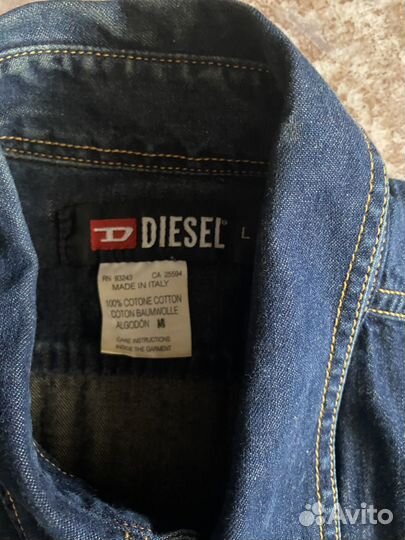 DIESEL® L
RN 93243 CA 25594
MADE IN ITALY
100% COTONE COTTON
COTON BAUMWOLLE
ALGODÓN M
CARE INSTRUCTIONS
INSIDE THE GARMENT
Avito